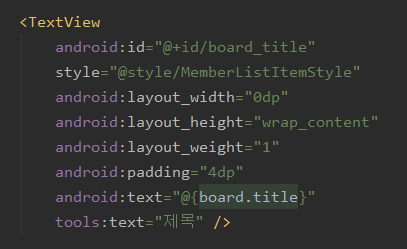 <TextView
android:id="@+id/board_title"
style="@style/MemberListItemStyle"
android:layout_width="0dp"
android:layout_height="wrap_content"
android:layout_weight="1"
android:padding="4dp"
android:text="@{board.title}"
tools:text="제목" />